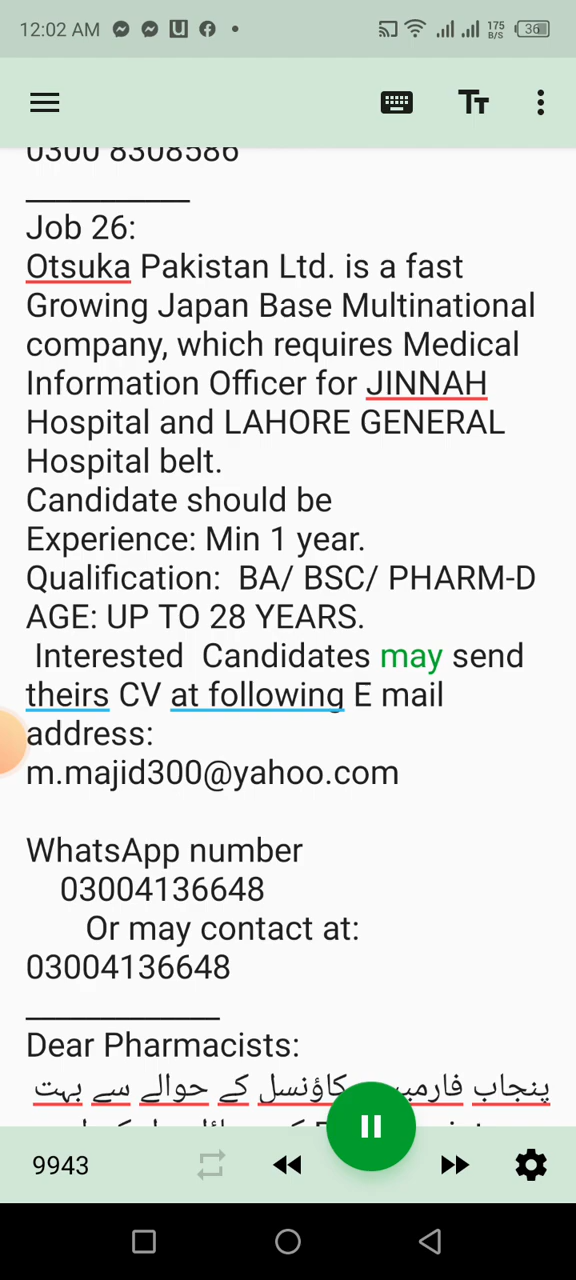 12:02 AM
175
B/S
36
TT
0300 8308586
Job 26:
Otsuka Pakistan Ltd. is a fast
Growing Japan Base Multinational
company, which requires Medical
Information Officer for JINNAH
Hospital and LAHORE GENERAL
Hospital belt.
Candidate should be
Experience: Min 1 year.
Qualification:  BA/ BSC/ PHARM-D
AGE: UP TO 28 YEARS.
Interested  Candidates may send
theirs CV at following E mail
address:
m.majid300@yahoo.com
WhatsApp number
03004136648
Or may contact at:
03004136648
Dear Pharmacists:
پنجاب کاؤنسل کے حوالے سے بہت
9943